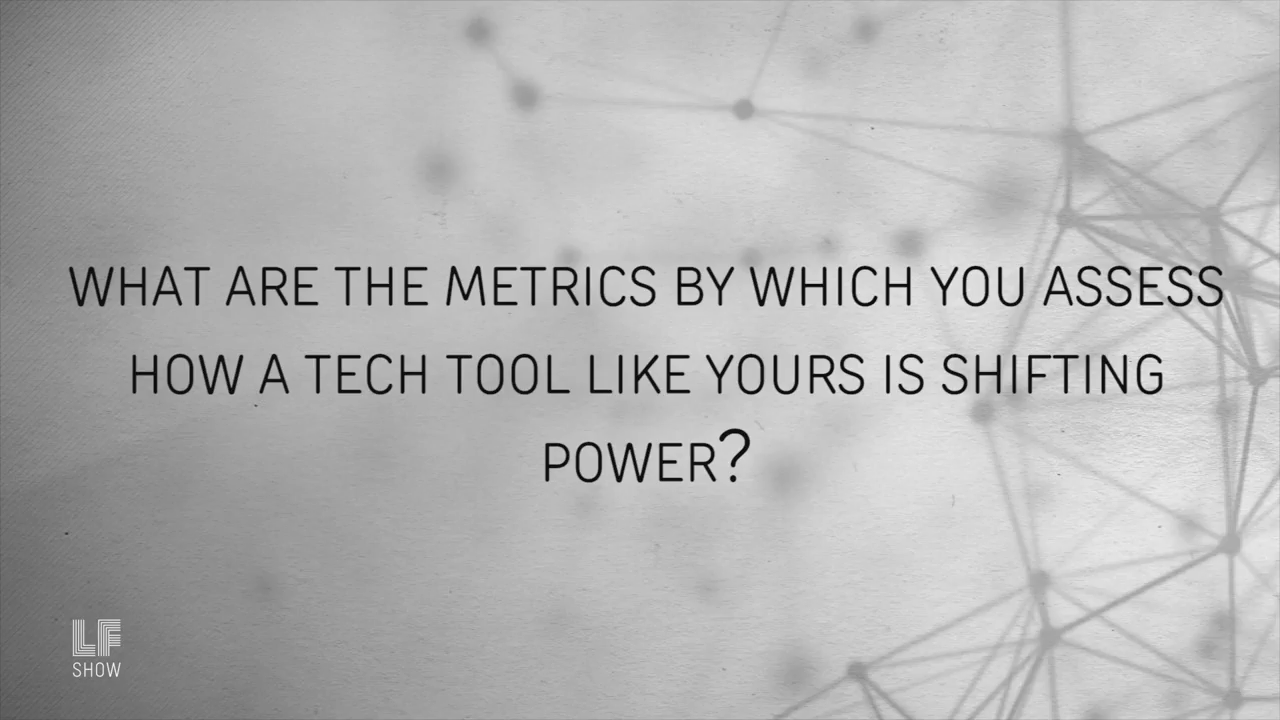 WHAT ARE THE METRICS BY WHICH YOU ASSESS
HOW A TECH TOOL LIKE YOURS IS SHIFTING
POWER?
LF
SHOW